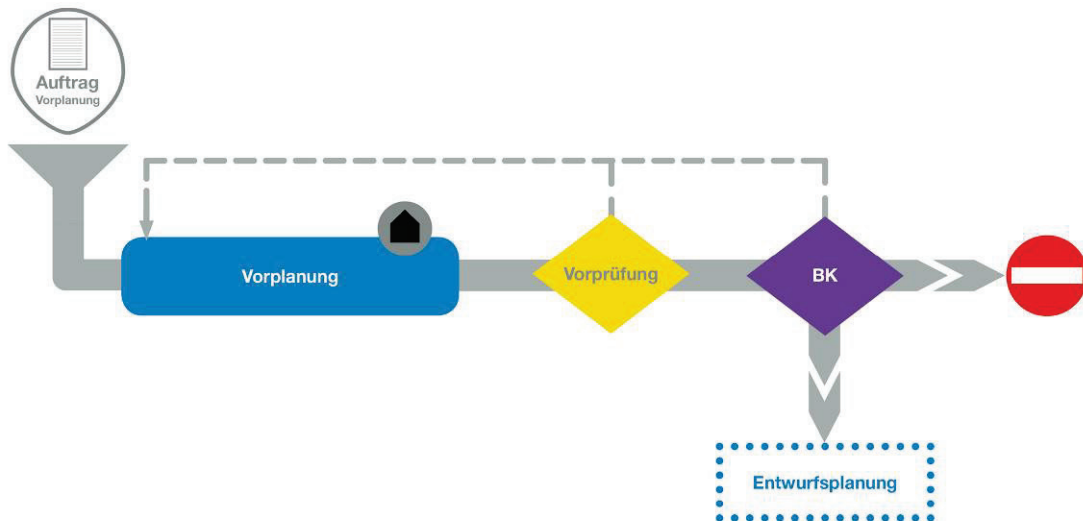 Auftrag
Vorplanung
Vorplanung
Vorprüfung
BK
Entwurfsplanung